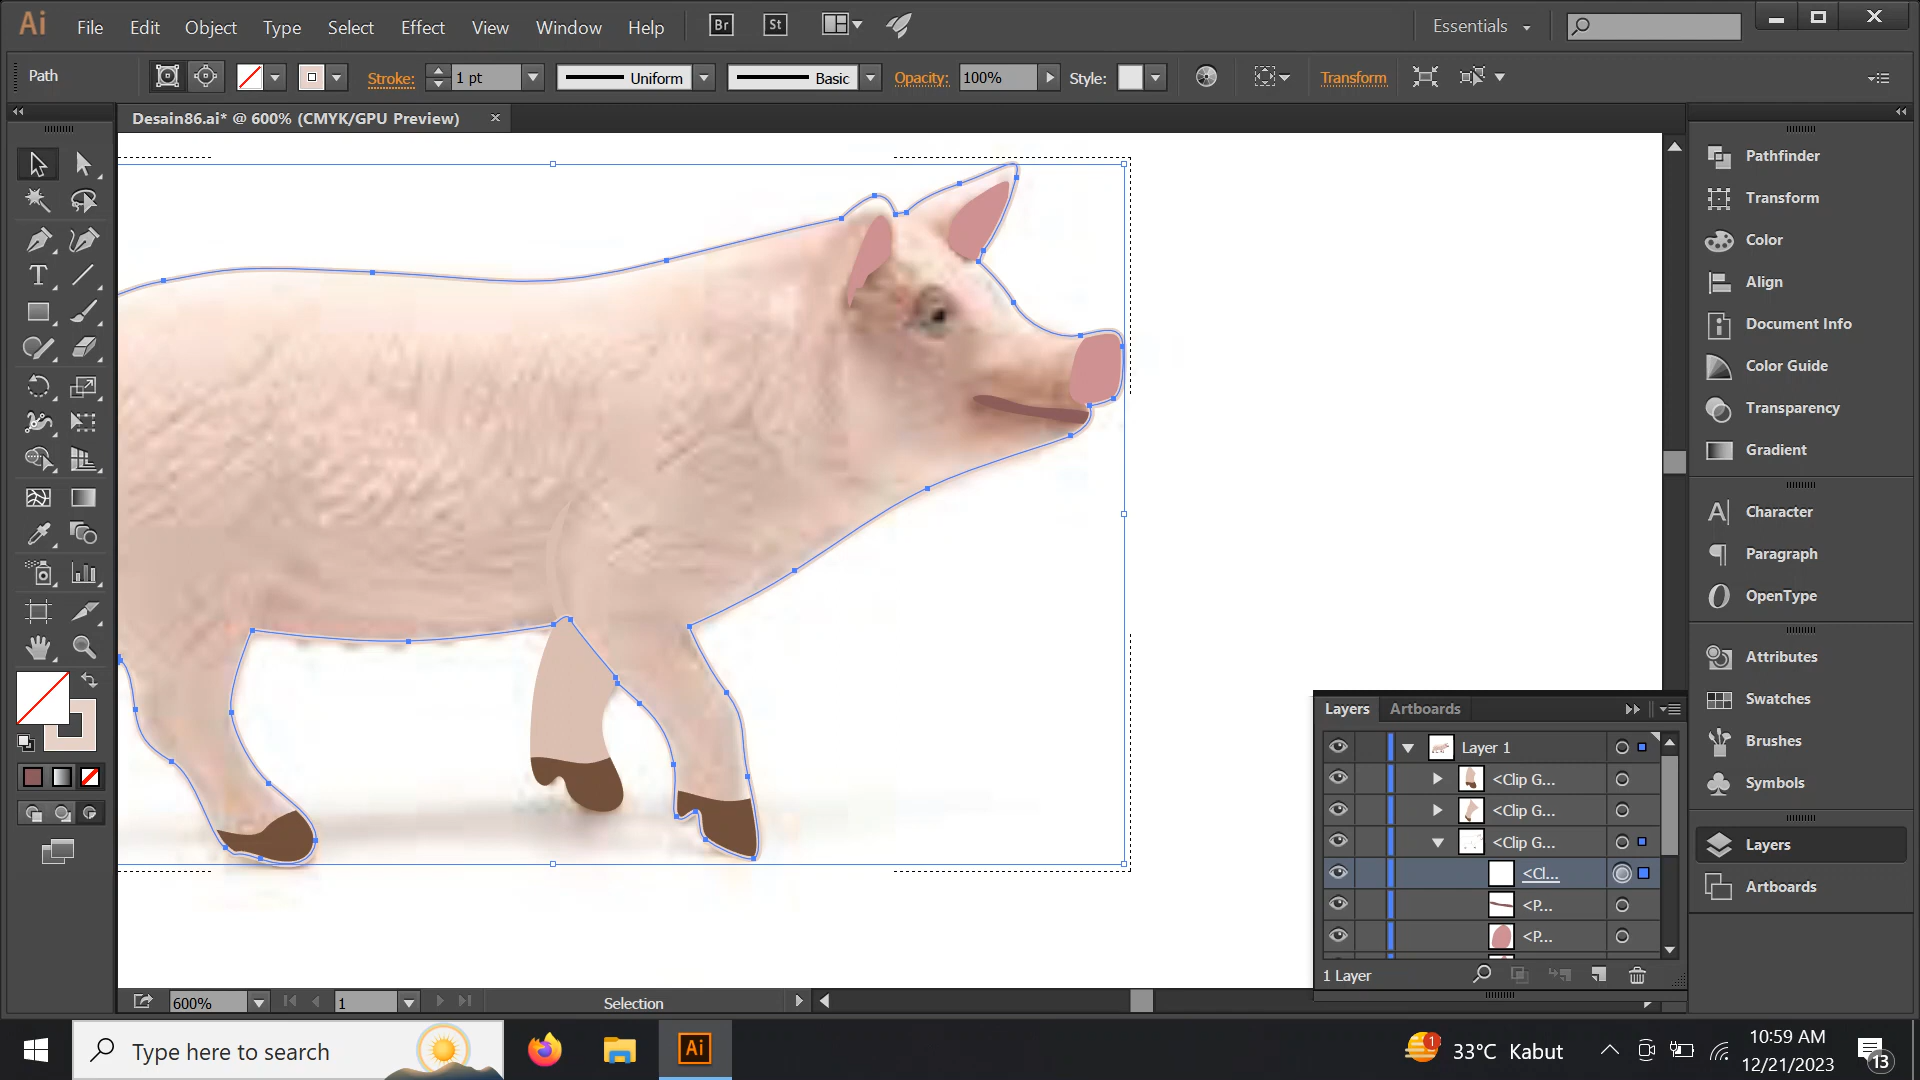 Ai File Edit Object Type Select Effect View Window Help Br St Essentials
Path Stroke: 1 pt Uniform Basic Opacity: 100% Style: Transform
Desain86.ai* @ 600% (CMYK/GPU Preview)
Pathfinder
Transform
Color
Align
Document Info
Color Guide
Transparency
Gradient
Character
Paragraph
OpenType
Attributes
Swatches
Brushes
Symbols
Layers
Artboards
Layers Artboards
Layer 1
<Clip G...
<Clip G...
<Clip G...
<Cl...
<P...
<P...
1 Layer
600% 1 Selection
Type here to search
Ai
1
33°C Kabut
10:59 AM
12/21/2023
13